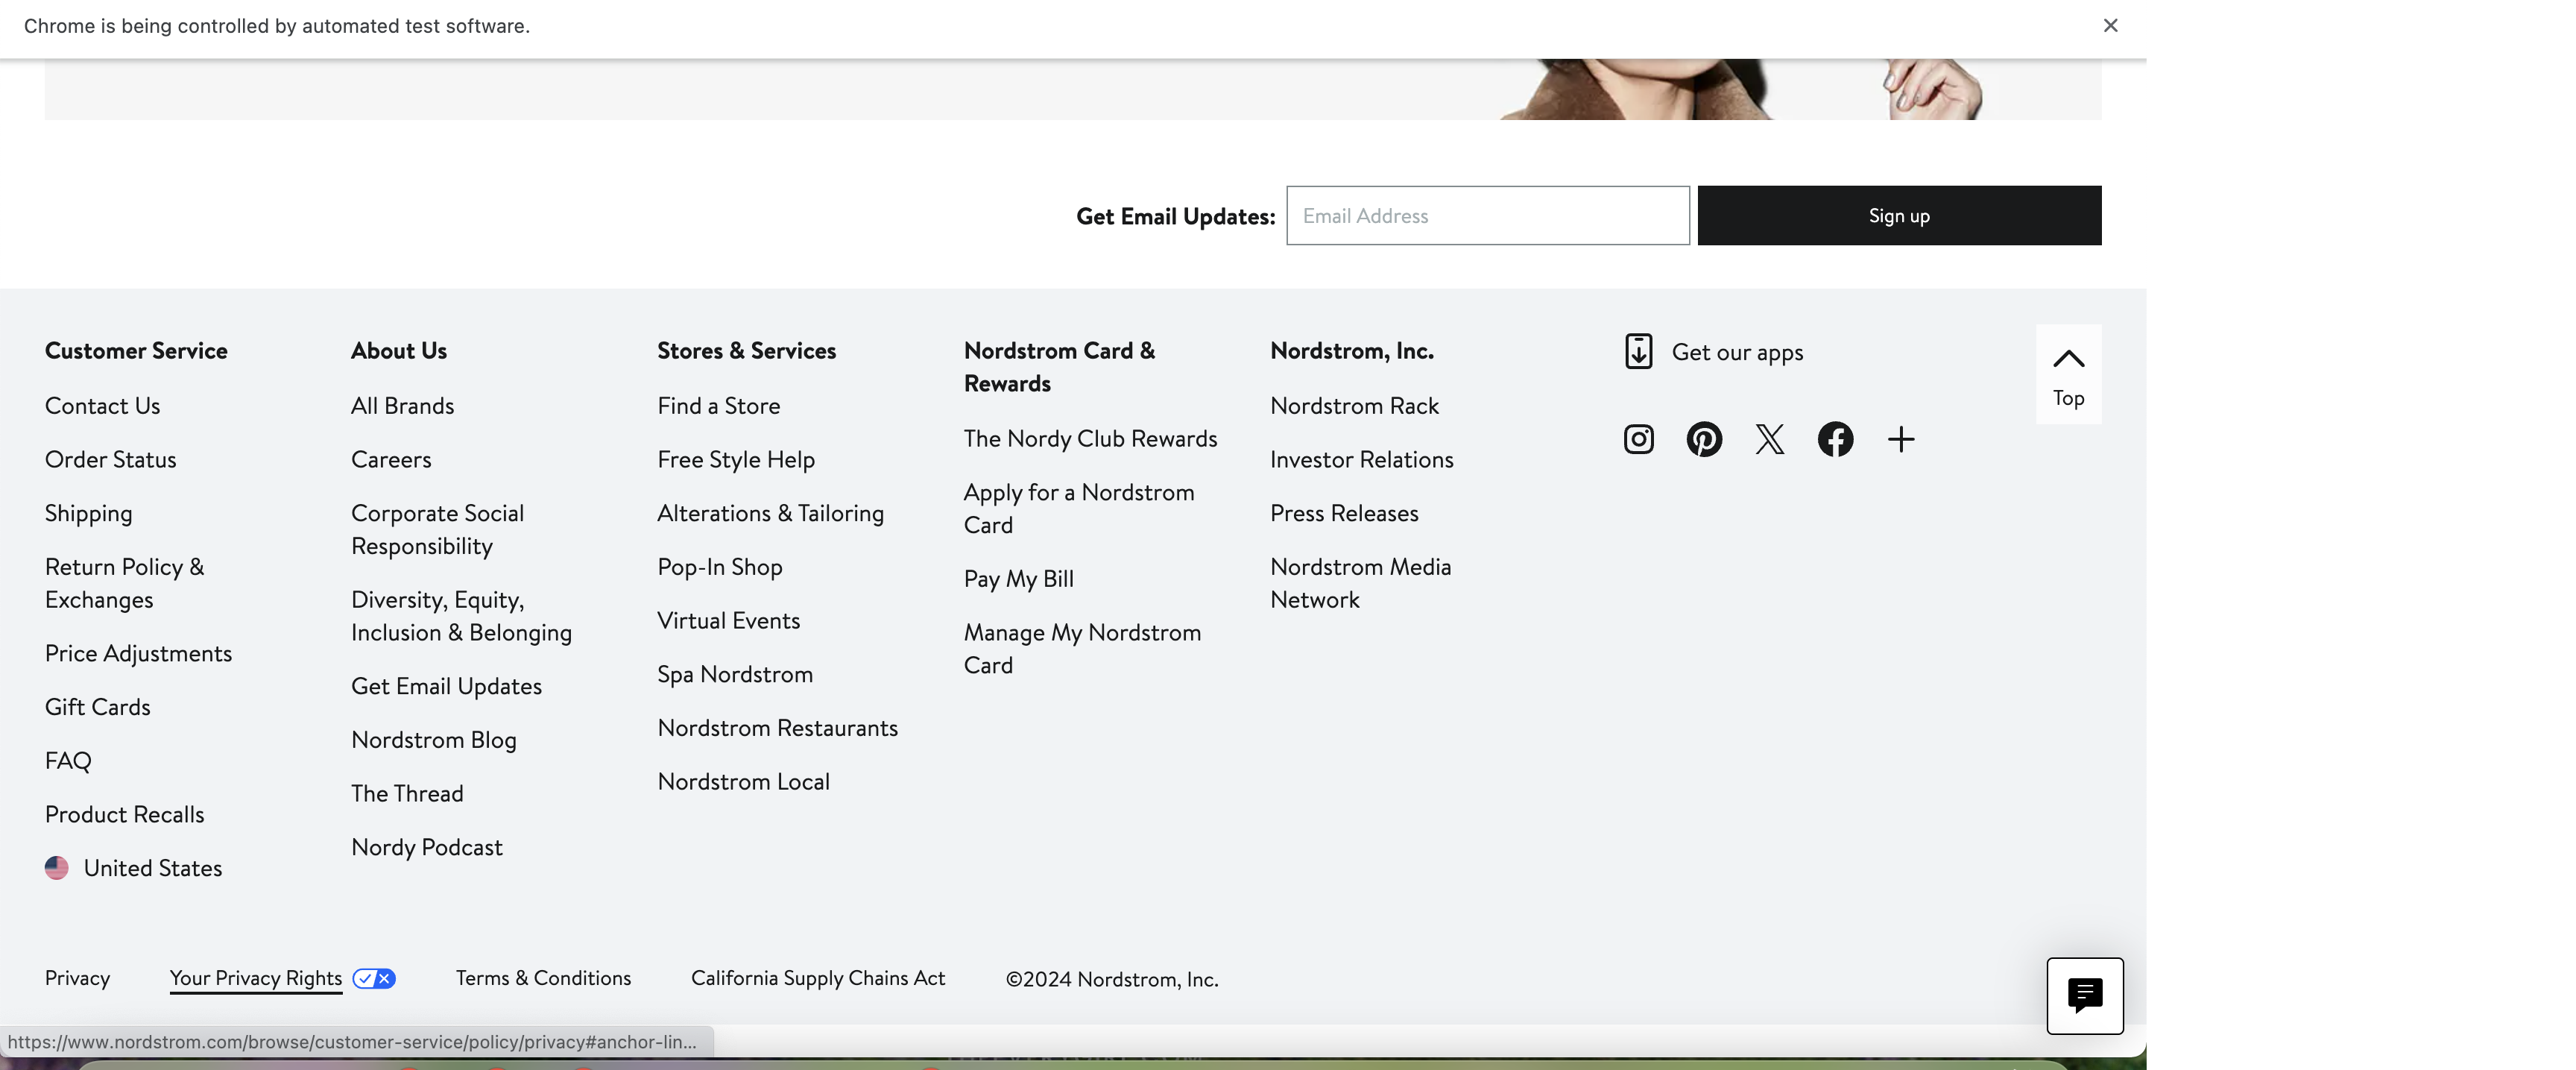 Chrome is being controlled by automated test software.
Get Email Updates:
Email Address
Sign up
Customer Service
Contact Us
Order Status
Shipping
Return Policy &
Exchanges
Price Adjustments
Gift Cards
FAQ
Product Recalls
United States
About Us
All Brands
Careers
Corporate Social
Responsibility
Diversity, Equity,
Inclusion & Belonging
Get Email Updates
Nordstrom Blog
The Thread
Nordy Podcast
Stores & Services
Find a Store
Free Style Help
Alterations & Tailoring
Pop-In Shop
Virtual Events
Spa Nordstrom
Nordstrom Restaurants
Nordstrom Local
Nordstrom Card &
Rewards
The Nordy Club Rewards
Apply for a Nordstrom
Card
Pay My Bill
Manage My Nordstrom
Card
Nordstrom, Inc.
Nordstrom Rack
Investor Relations
Press Releases
Nordstrom Media
Network
Get our apps
Top
Privacy
Your Privacy Rights
Terms & Conditions
California Supply Chains Act
©2024 Nordstrom, Inc.
https://www.nordstrom.com/browse/customer-service/policy/privacy#anchor-lin...